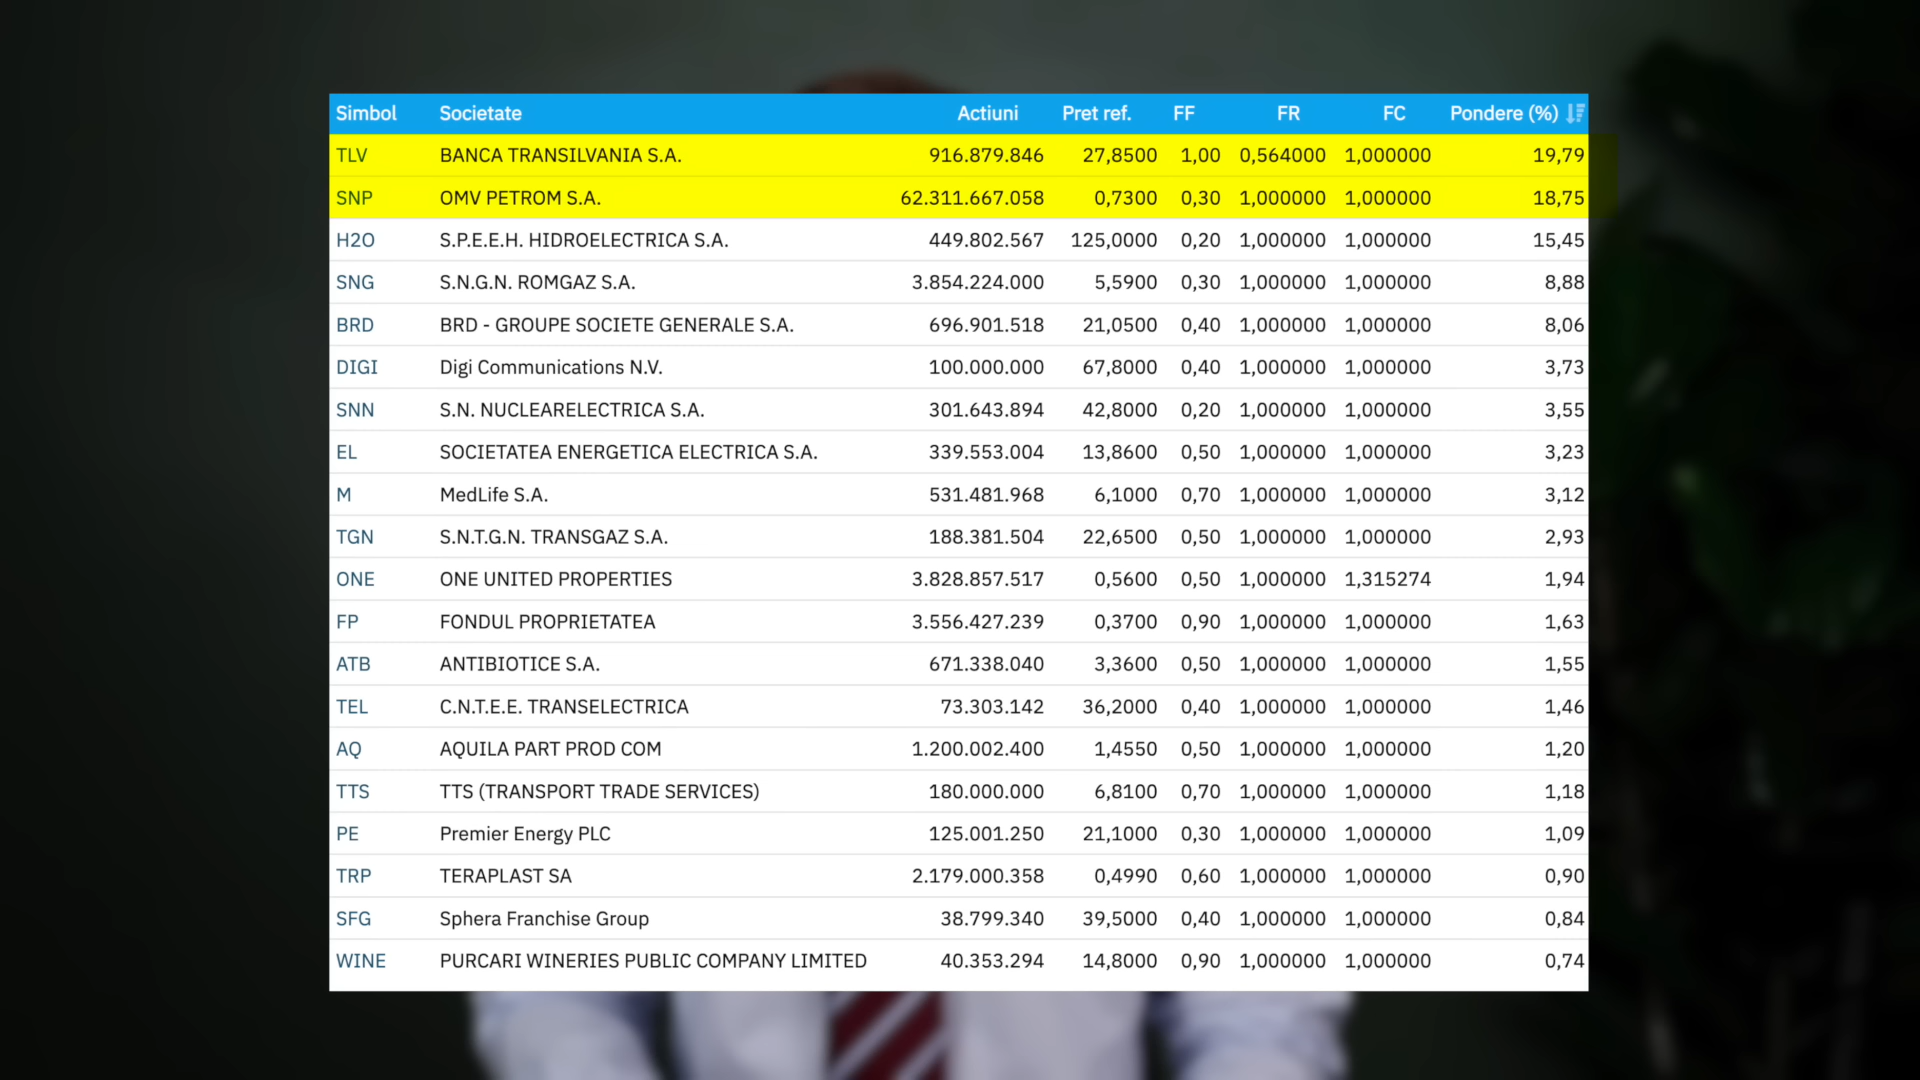 Simbol Societate Actiuni Pret ref. FF FR FC Pondere (%)
TLV BANCA TRANSILVANIA S.A. 916.879.846 27,8500 1,00 0,564000 1,000000 19,79
SNP OMV PETROM S.A. 62.311.667.058 0,7300 0,30 1,000000 1,000000 18,75
H2O S.P.E.E.H. HIDROELECTRICA S.A. 449.802.567 125,0000 0,20 1,000000 1,000000 15,45
SNG S.N.G.N. ROMGAZ S.A. 3.854.224.000 5,5900 0,30 1,000000 1,000000 8,88
BRD BRD - GROUPE SOCIETE GENERALE S.A. 696.901.518 21,0500 0,40 1,000000 1,000000 8,06
DIGI Digi Communications N.V. 100.000.000 67,8000 0,40 1,000000 1,000000 3,73
SNN S.N. NUCLEARELECTRICA S.A. 301.643.894 42,8000 0,20 1,000000 1,000000 3,55
EL SOCIETATEA ENERGETICA ELECTRICA S.A. 339.553.004 13,8600 0,50 1,000000 1,000000 3,23
M MedLife S.A. 531.481.968 6,1000 0,70 1,000000 1,000000 3,12
TGN S.N.T.G.N. TRANSGAZ S.A. 188.381.504 22,6500 0,50 1,000000 1,000000 2,93
ONE ONE UNITED PROPERTIES 3.828.857.517 0,5600 0,50 1,000000 1,315274 1,94
FP FONDUL PROPRIETATEA 3.556.427.239 0,3700 0,90 1,000000 1,000000 1,63
ATB ANTIBIOTICE S.A. 671.338.040 3,3600 0,50 1,000000 1,000000 1,55
TEL C.N.T.E.E. TRANSELECTRICA 73.303.142 36,2000 0,40 1,000000 1,000000 1,46
AQ AQUILA PART PROD COM 1.200.002.400 1,4550 0,50 1,000000 1,000000 1,20
TTS TTS (TRANSPORT TRADE SERVICES) 180.000.000 6,8100 0,70 1,000000 1,000000 1,18
PE Premier Energy PLC 125.001.250 21,1000 0,30 1,000000 1,000000 1,09
TRP TERAPLAST SA 2.179.000.358 0,4990 0,60 1,000000 1,000000 0,90
SFG Sphera Franchise Group 38.799.340 39,5000 0,40 1,000000 1,000000 0,84
WINE PURCARI WINERIES PUBLIC COMPANY LIMITED 40.353.294 14,8000 0,90 1,000000 1,000000 0,74